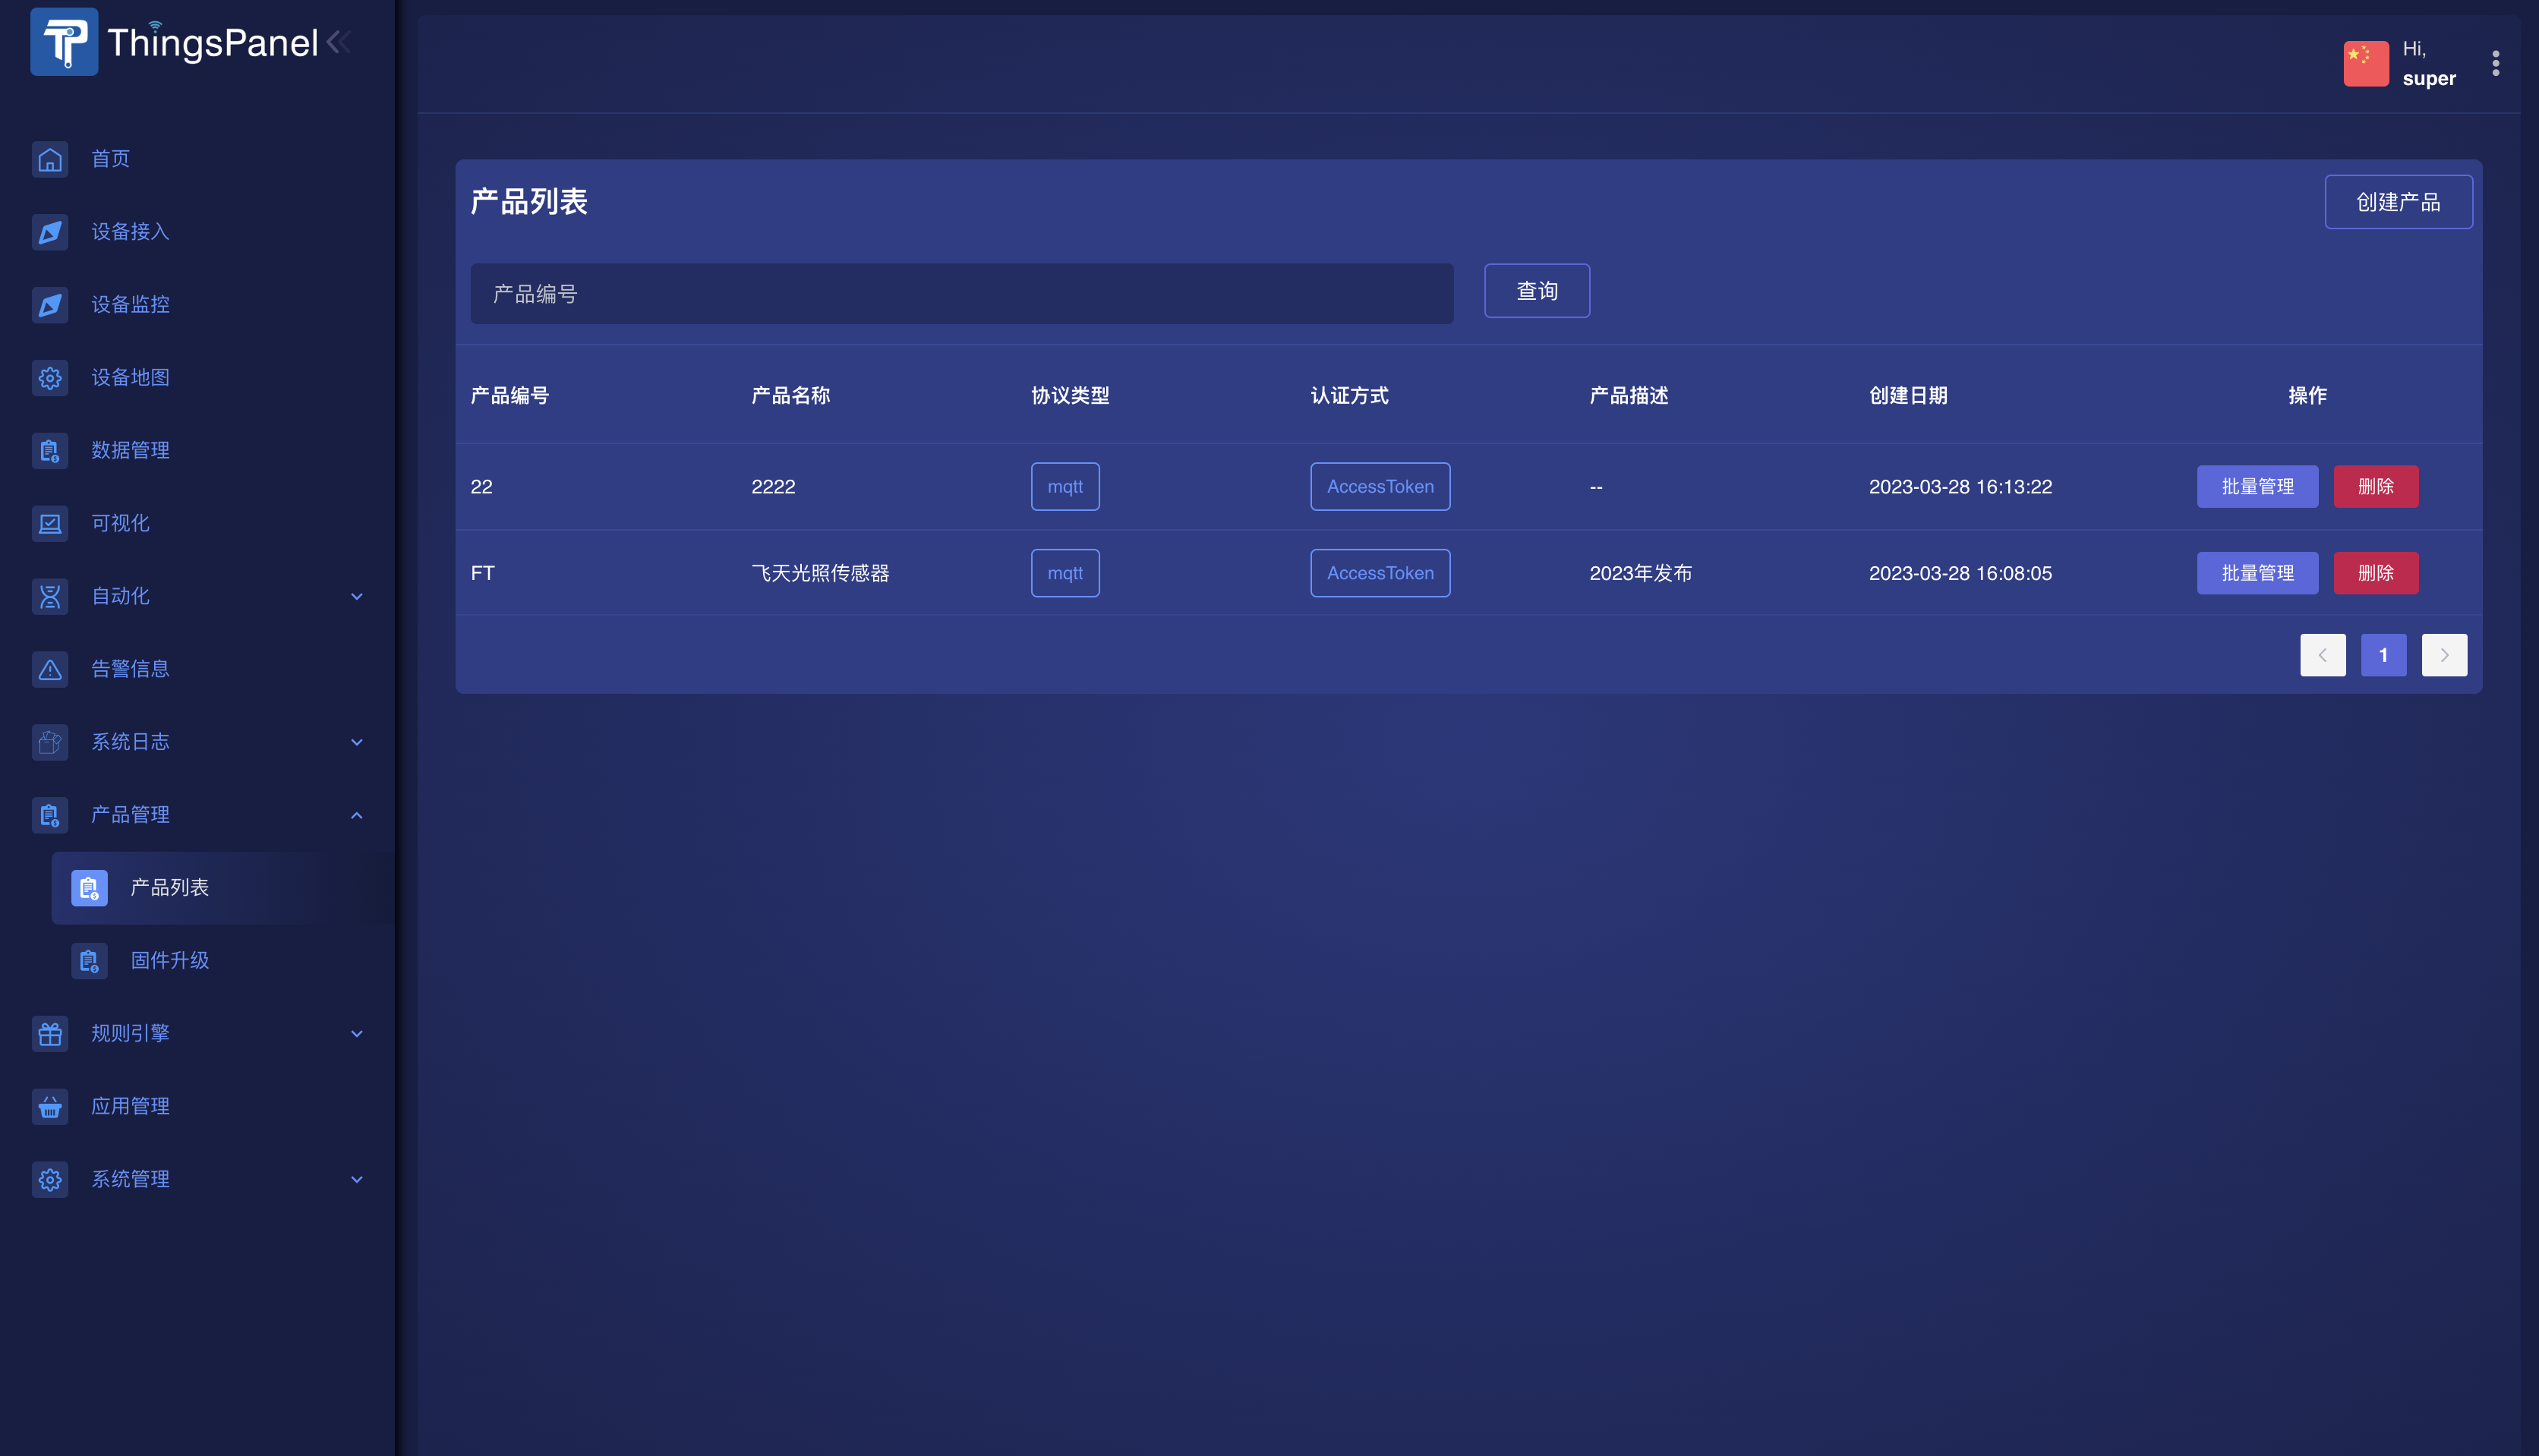 ThingsPanel
首页
设备接入
设备监控
设备地图
数据管理
可视化
自动化
告警信息
系统日志
产品管理
产品列表
固件升级
规则引擎
应用管理
系统管理
Hi,
super
产品列表
创建产品
产品编号
查询
产品编号 产品名称 协议类型 认证方式 产品描述 创建日期 操作
22 2222 mqtt AccessToken -- 2023-03-28 16:13:22 批量管理 删除
FT 飞天光照传感器 mqtt AccessToken 2023年发布 2023-03-28 16:08:05 批量管理 删除
1